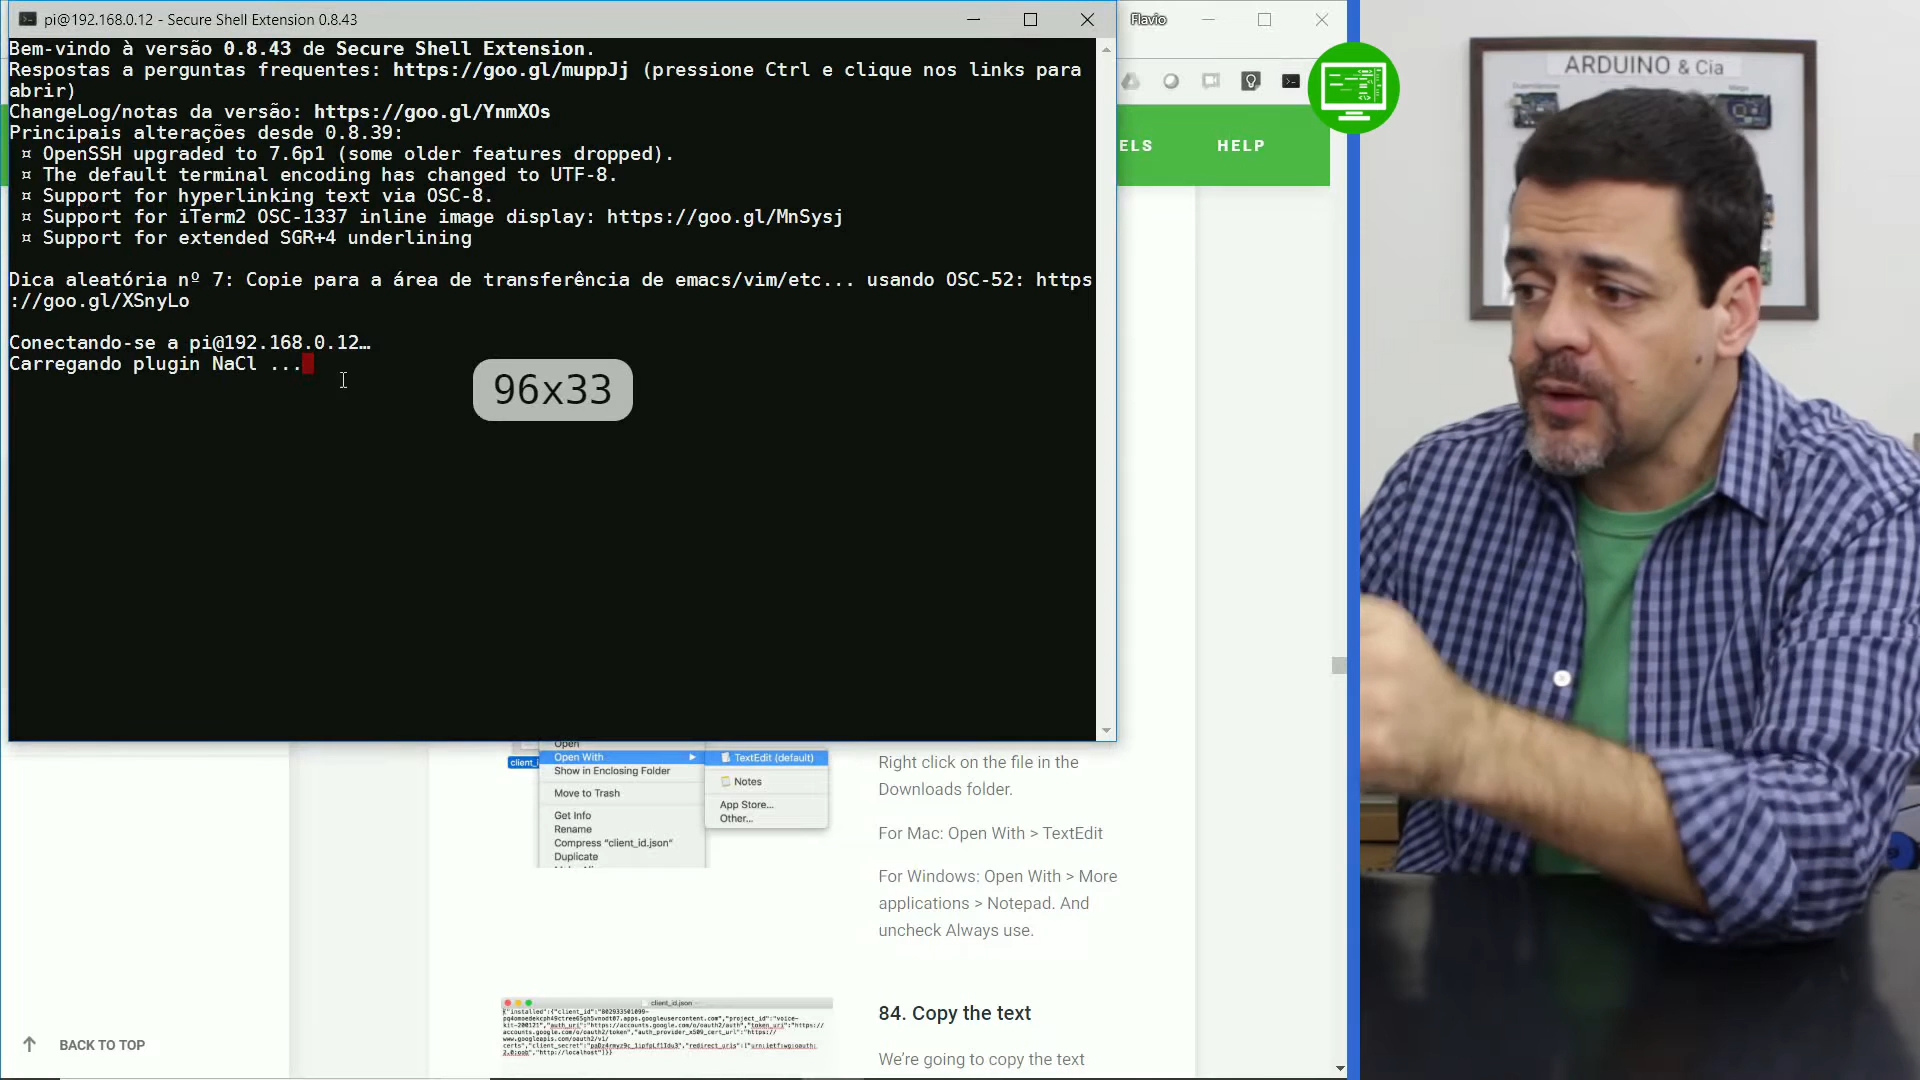 pi@192.168.0.12 - Secure Shell Extension 0.8.43
Flavio
Bem-vindo à versão 0.8.43 de Secure Shell Extension.
Respostas a perguntas frequentes: https://goo.gl/muppJj (pressione Ctrl e clique nos links para
abrir)
ChangeLog/notas da versão: https://goo.gl/YnmXOs
Principais alterações desde 0.8.39:
¤ OpenSSH upgraded to 7.6p1 (some older features dropped).
¤ The default terminal encoding has changed to UTF-8.
¤ Support for hyperlinking text via OSC-8.
¤ Support for iTerm2 OSC-1337 inline image display: https://goo.gl/MnSysj
¤ Support for extended SGR+4 underlining
Dica aleatória nº 7: Copie para a área de transferência de emacs/vim/etc... usando OSC-52: https
://goo.gl/XSnyLo
Conectando-se a pi@192.168.0.12…
Carregando plugin NaCl ...
96x33
ELS
HELP
ARDUINO & Cia
Open
Open With
Show in Enclosing Folder
Move to Trash
Get Info
Rename
Compress "client_id.json"
Duplicate
TextEdit (default)
Notes
App Store...
Other...
Right click on the file in the
Downloads folder.
For Mac: Open With > TextEdit
For Windows: Open With > More
applications > Notepad. And
uncheck Always use.
client_id.json
84. Copy the text
We're going to copy the text
BACK TO TOP